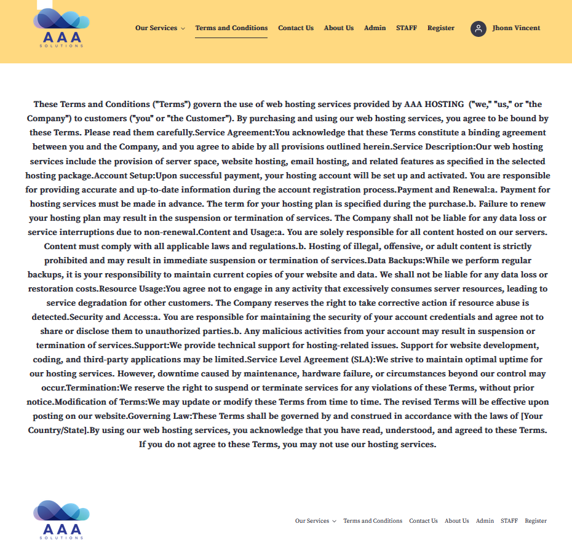 AAA
SOLUTIONS
Our Services Terms and Conditions Contact Us About Us Admin STAFF Register Jhonn Vincent
These Terms and Conditions ("Terms") govern the use of web hosting services provided by AAA HOSTING ("we," "us," or "the
Company") to customers ("you" or "the Customer"). By purchasing and using our web hosting services, you agree to be bound by
these Terms. Please read them carefully.Service Agreement:You acknowledge that these Terms constitute a binding agreement
between you and the Company, and you agree to abide by all provisions outlined herein.Service Description:Our web hosting
services include the provision of server space, website hosting, email hosting, and related features as specified in the selected
hosting package.Account Setup:Upon successful payment, your hosting account will be set up and activated. You are responsible
for providing accurate and up-to-date information during the account registration process.Payment and Renewal:a. Payment for
hosting services must be made in advance. The term for your hosting plan is specified during the purchase.b. Failure to renew
your hosting plan may result in the suspension or termination of services. The Company shall not be liable for any data loss or
service interruptions due to non-renewal.Content and Usage:a. You are solely responsible for all content hosted on our servers.
Content must comply with all applicable laws and regulations.b. Hosting of illegal, offensive, or adult content is strictly
prohibited and may result in immediate suspension or termination of services.Data Backups:While we perform regular
backups, it is your responsibility to maintain current copies of your website and data. We shall not be liable for any data loss or
restoration costs.Resource Usage:You agree not to engage in any activity that excessively consumes server resources, leading to
service degradation for other customers. The Company reserves the right to take corrective action if resource abuse is
detected.Security and Access:a. You are responsible for maintaining the security of your account credentials and agree not to
share or disclose them to unauthorized parties.b. Any malicious activities from your account may result in suspension or
termination of services.Support:We provide technical support for hosting-related issues. Support for website development,
coding, and third-party applications may be limited.Service Level Agreement (SLA):We strive to maintain optimal uptime for
our hosting services. However, downtime caused by maintenance, hardware failure, or circumstances beyond our control may
occur.Termination:We reserve the right to suspend or terminate services for any violations of these Terms, without prior
notice.Modification of Terms:We may update or modify these Terms from time to time. The revised Terms will be effective upon
posting on our website.Governing Law:These Terms shall be governed by and construed in accordance with the laws of [Your
Country/State].By using our web hosting services, you acknowledge that you have read, understood, and agreed to these Terms.
If you do not agree to these Terms, you may not use our hosting services.
AAA
SOLUTIONS
Our Services Terms and Conditions Contact Us About Us Admin STAFF Register